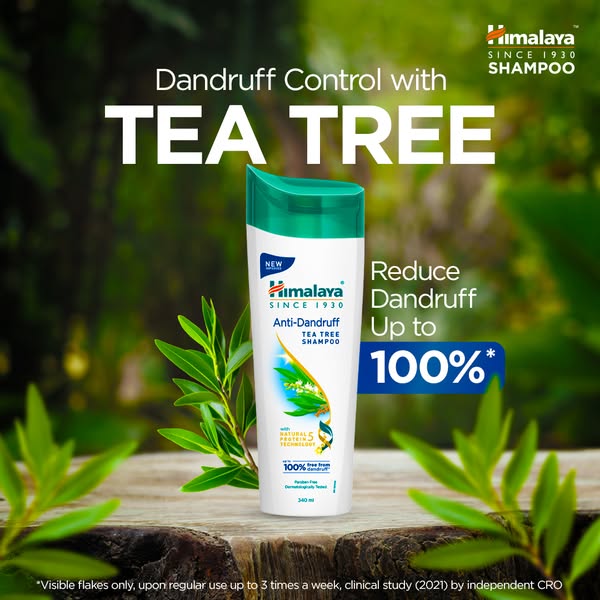 Himalaya™
SINCE 1930
SHAMPOO
Dandruff Control with
TEA TREE
NEW
Himalaya®
SINCE 1930
Anti-Dandruff
TEA TREE
SHAMPOO
with
NATURAL
PROTEIN 5
TECHNOLOGY
100% free from
dandruff
Paraben Free
Dermatologically Tested
340 ml
Reduce
Dandruff
Up to
100%*
*Visible flakes only, upon regular use up to 3 times a week, clinical study (2021) by independent CRO